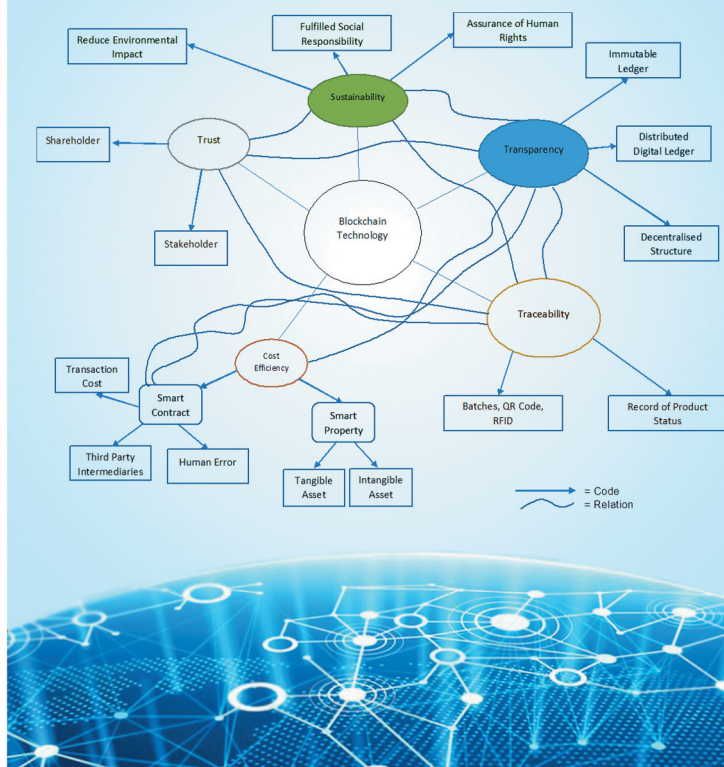 Reduce Environmental
Impact
Fulfilled Social
Responsibility
Assurance of Human
Rights
Immutable
Ledger
Sustainability
Shareholder
Trust
Transparency
Distributed
Digital Ledger
Blockchain
Technology
Stakeholder
Decentralised
Structure
Traceability
Cost
Efficiency
Transaction
Cost
Smart
Contract
Smart
Property
Batches, QR Code,
RFID
Record of Product
Status
Third Party
Intermediaries
Human Error
Tangible
Asset
Intangible
Asset
= Code
= Relation